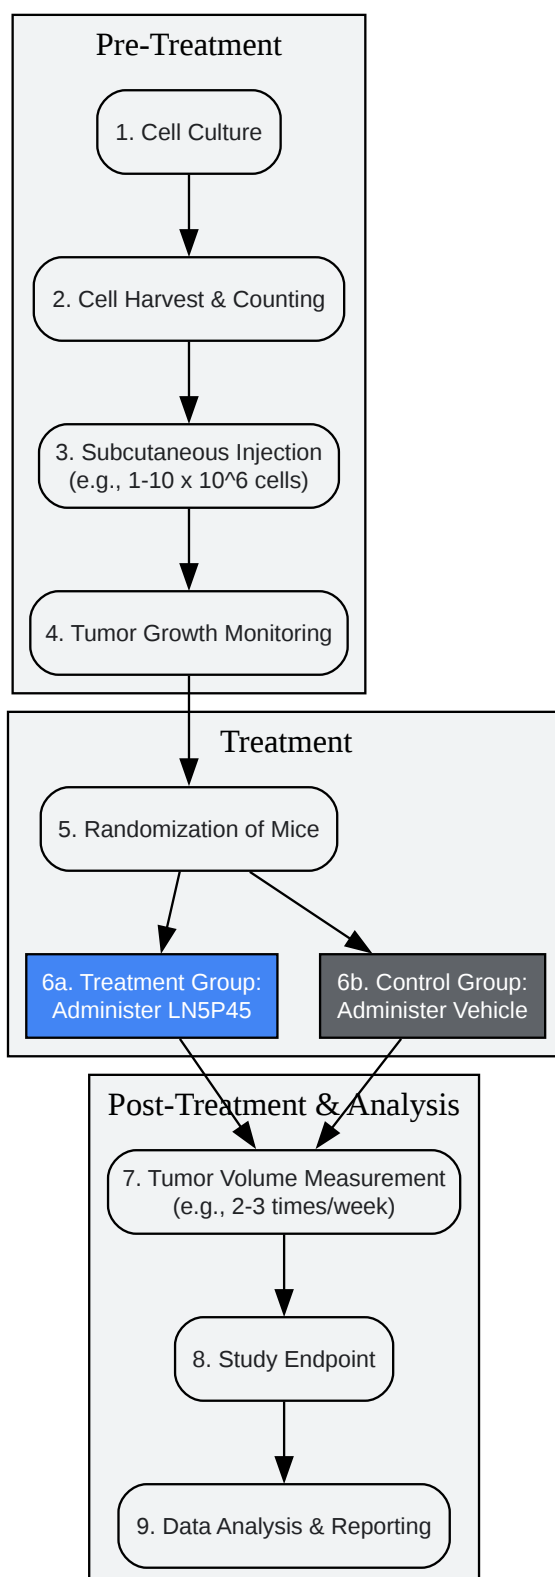 Pre-Treatment
1. Cell Culture
2. Cell Harvest & Counting
3. Subcutaneous Injection
(e.g., 1-10 x 10^6 cells)
4. Tumor Growth Monitoring
Treatment
5. Randomization of Mice
6a. Treatment Group:
Administer LN5P45
6b. Control Group:
Administer Vehicle
Post-Treatment & Analysis
7. Tumor Volume Measurement
(e.g., 2-3 times/week)
8. Study Endpoint
9. Data Analysis & Reporting